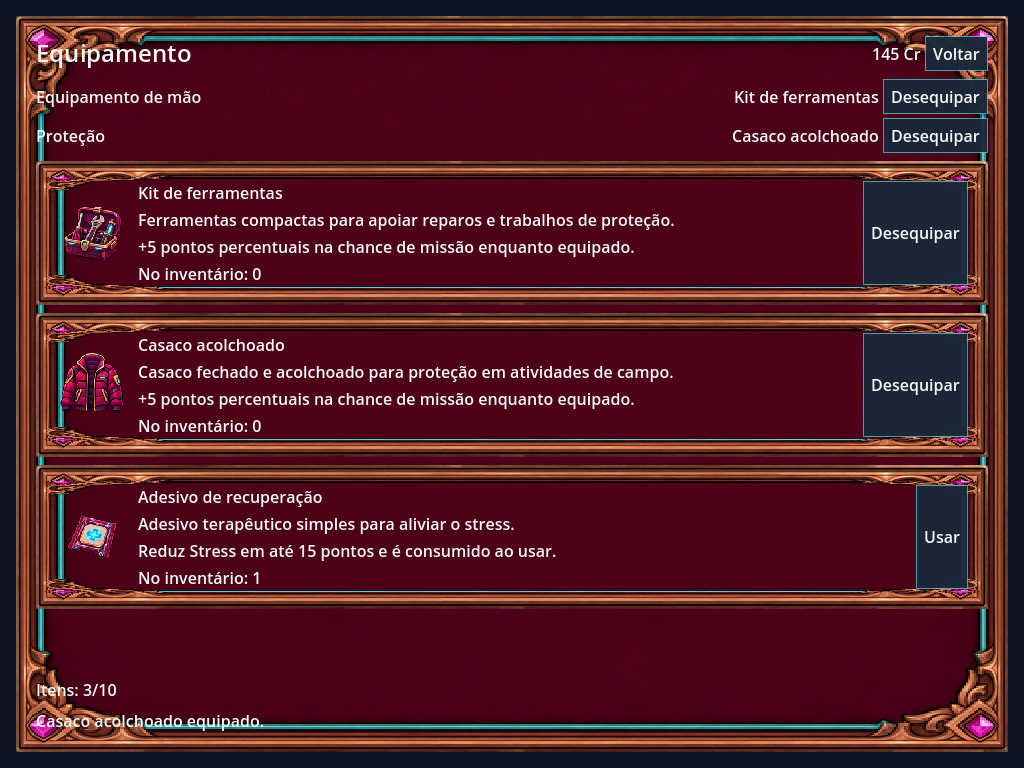 Equipamento
145 Cr Voltar
Equipamento de mão Kit de ferramentas Desequipar
Proteção Casaco acolchoado Desequipar
Kit de ferramentas
Ferramentas compactas para apoiar reparos e trabalhos de proteção.
+5 pontos percentuais na chance de missão enquanto equipado.
No inventário: 0
Desequipar
Casaco acolchoado
Casaco fechado e acolchoado para proteção em atividades de campo.
+5 pontos percentuais na chance de missão enquanto equipado.
No inventário: 0
Desequipar
Adesivo de recuperação
Adesivo terapêutico simples para aliviar o stress.
Reduz Stress em até 15 pontos e é consumido ao usar.
No inventário: 1
Usar
Itens: 3/10
Casaco acolchoado equipado.